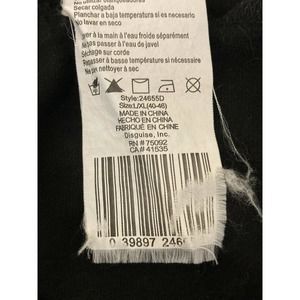 Secar colgada
Planchar a baja temperatura si es necesario
No lavar en seco
à la main à l'eau froide séparément
pas passer à l'eau de javel
Séchage sur corde
Repasser à basse température si nécessaire
Ne pas nettoyer à sec
Style:24655D
Size:L/XL(40-46)
MADE IN CHINA
HECHO EN CHINA
FABRIQUÉ EN CHINE
Disguise, Inc.
RN # 75092
CA # 41535
0 39897 246